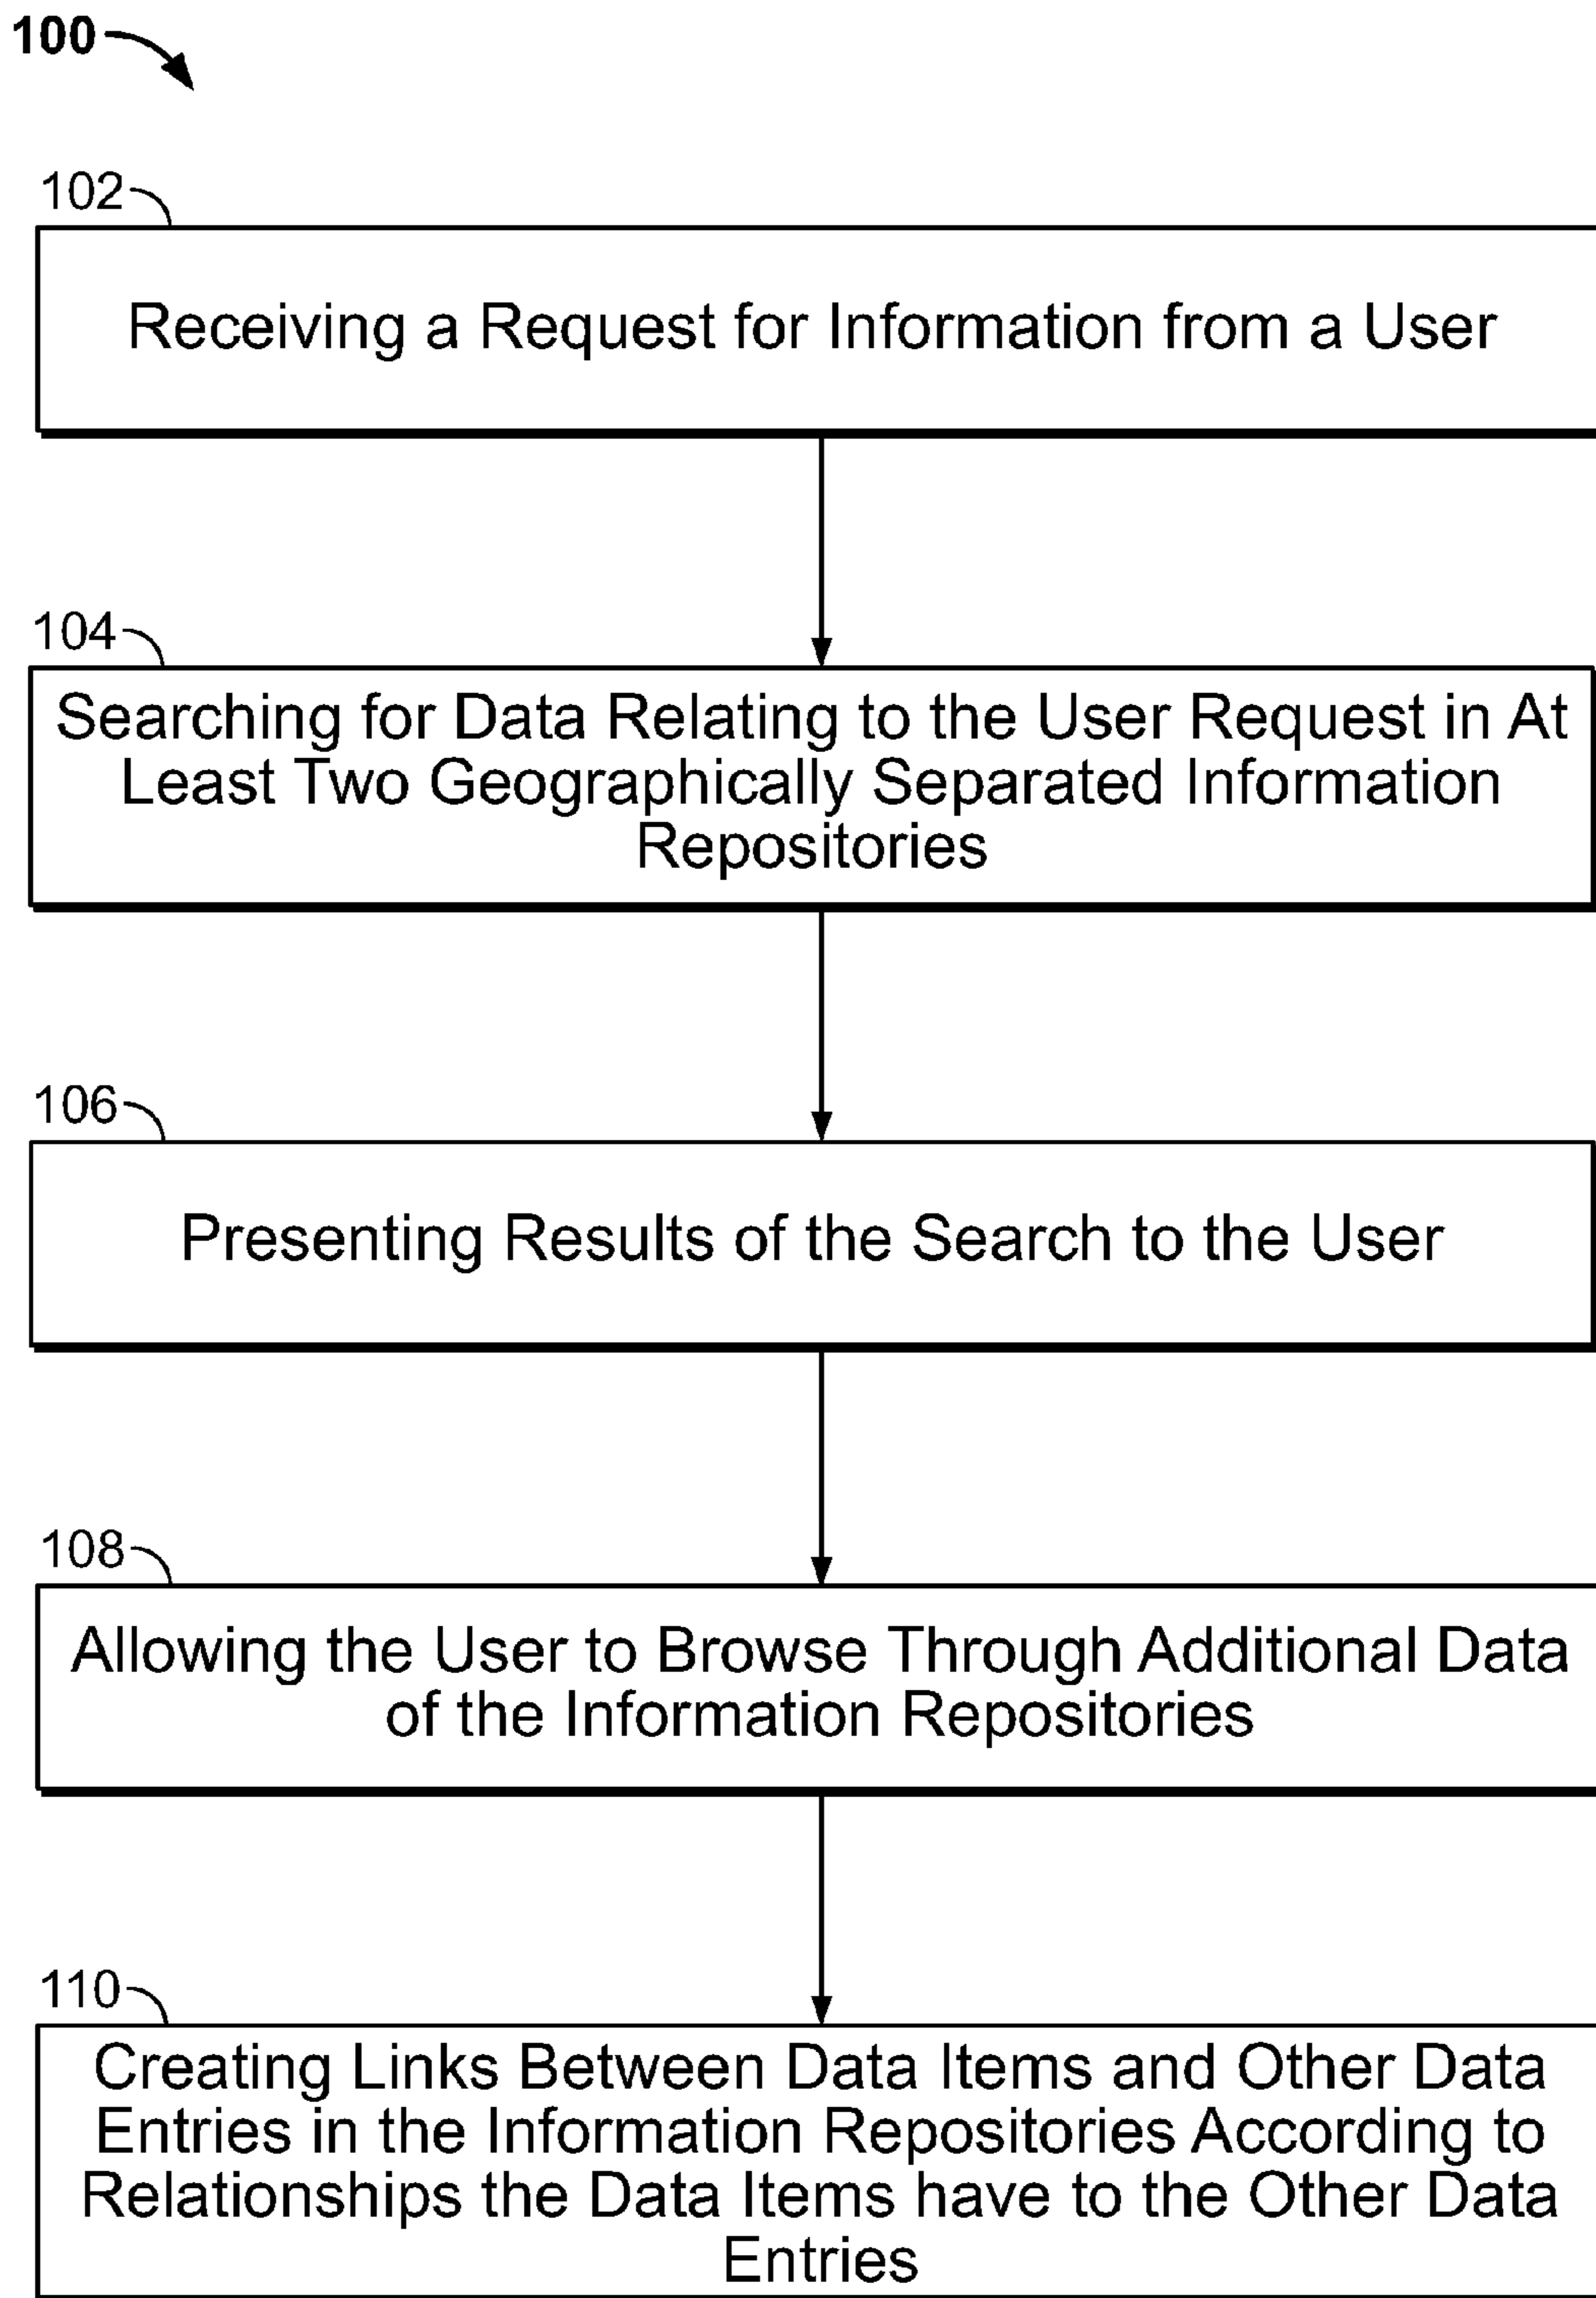 100
102
Receiving a Request for Information from a User
104
Searching for Data Relating to the User Request in At
Least Two Geographically Separated Information
Repositories
106
Presenting Results of the Search to the User
108
Allowing the User to Browse Through Additional Data
of the Information Repositories
110
Creating Links Between Data Items and Other Data
Entries in the Information Repositories According to
Relationships the Data Items have to the Other Data
Entries